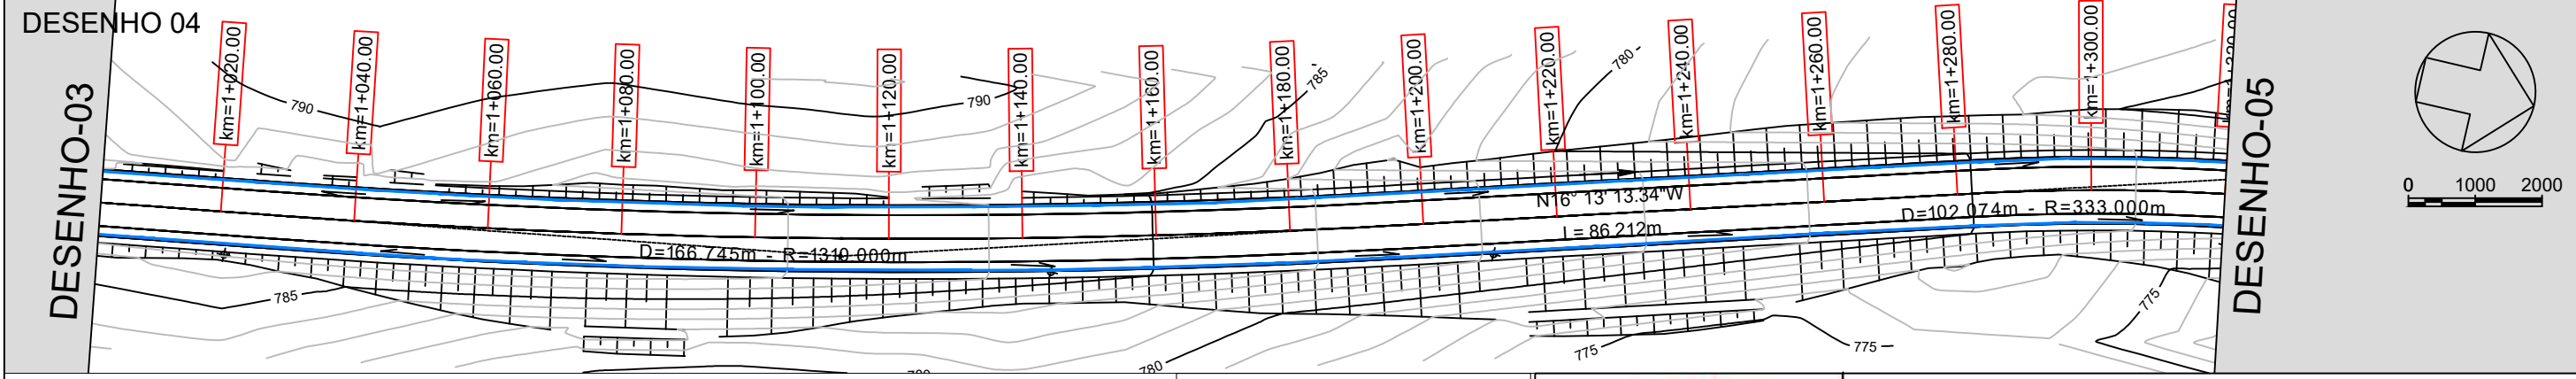 DESENHO 04
DESENHO-03
km=1+020.00
km=1+040.00
km=1+060.00
km=1+080.00
km=1+100.00
km=1+120.00
km=1+140.00
km=1+160.00
km=1+180.00
km=1+200.00
km=1+220.00
km=1+240.00
km=1+260.00
km=1+280.00
km=1+300.00
790
790
785
780
N16° 13' 13.34"W
L = 86.212m
D=102.074m - R=333.000m
D=166.745m - R=1310.000m
785
780
775
775
775
DESENHO-05
0 1000 2000